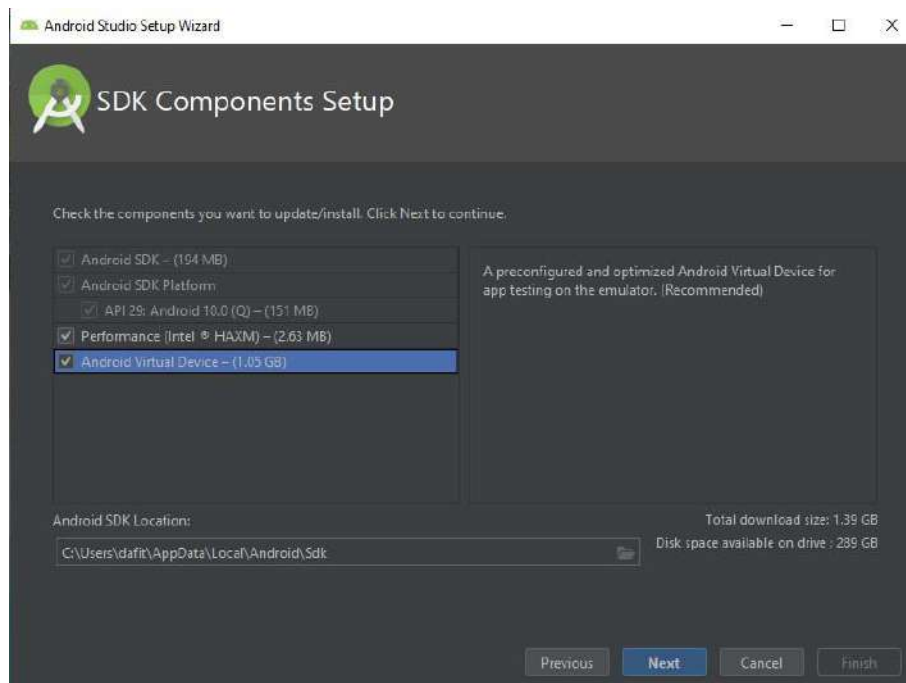 Android Studio Setup Wizard
SDK Components Setup
Check the components you want to update/install. Click Next to continue.
Android SDK – (194 MB)
Android SDK Platform
API 29: Android 10.0 (Q) – (151 MB)
Performance (Intel ® HAXM) – (2.63 MB)
Android Virtual Device – (1.05 GB)
A preconfigured and optimized Android Virtual Device for
app testing on the emulator. (Recommended)
Android SDK Location:
Total download size: 1.39 GB
C:\Users\dafit\AppData\Local\Android\Sdk
Disk space available on drive : 289 GB
Previous
Next
Cancel
Finish